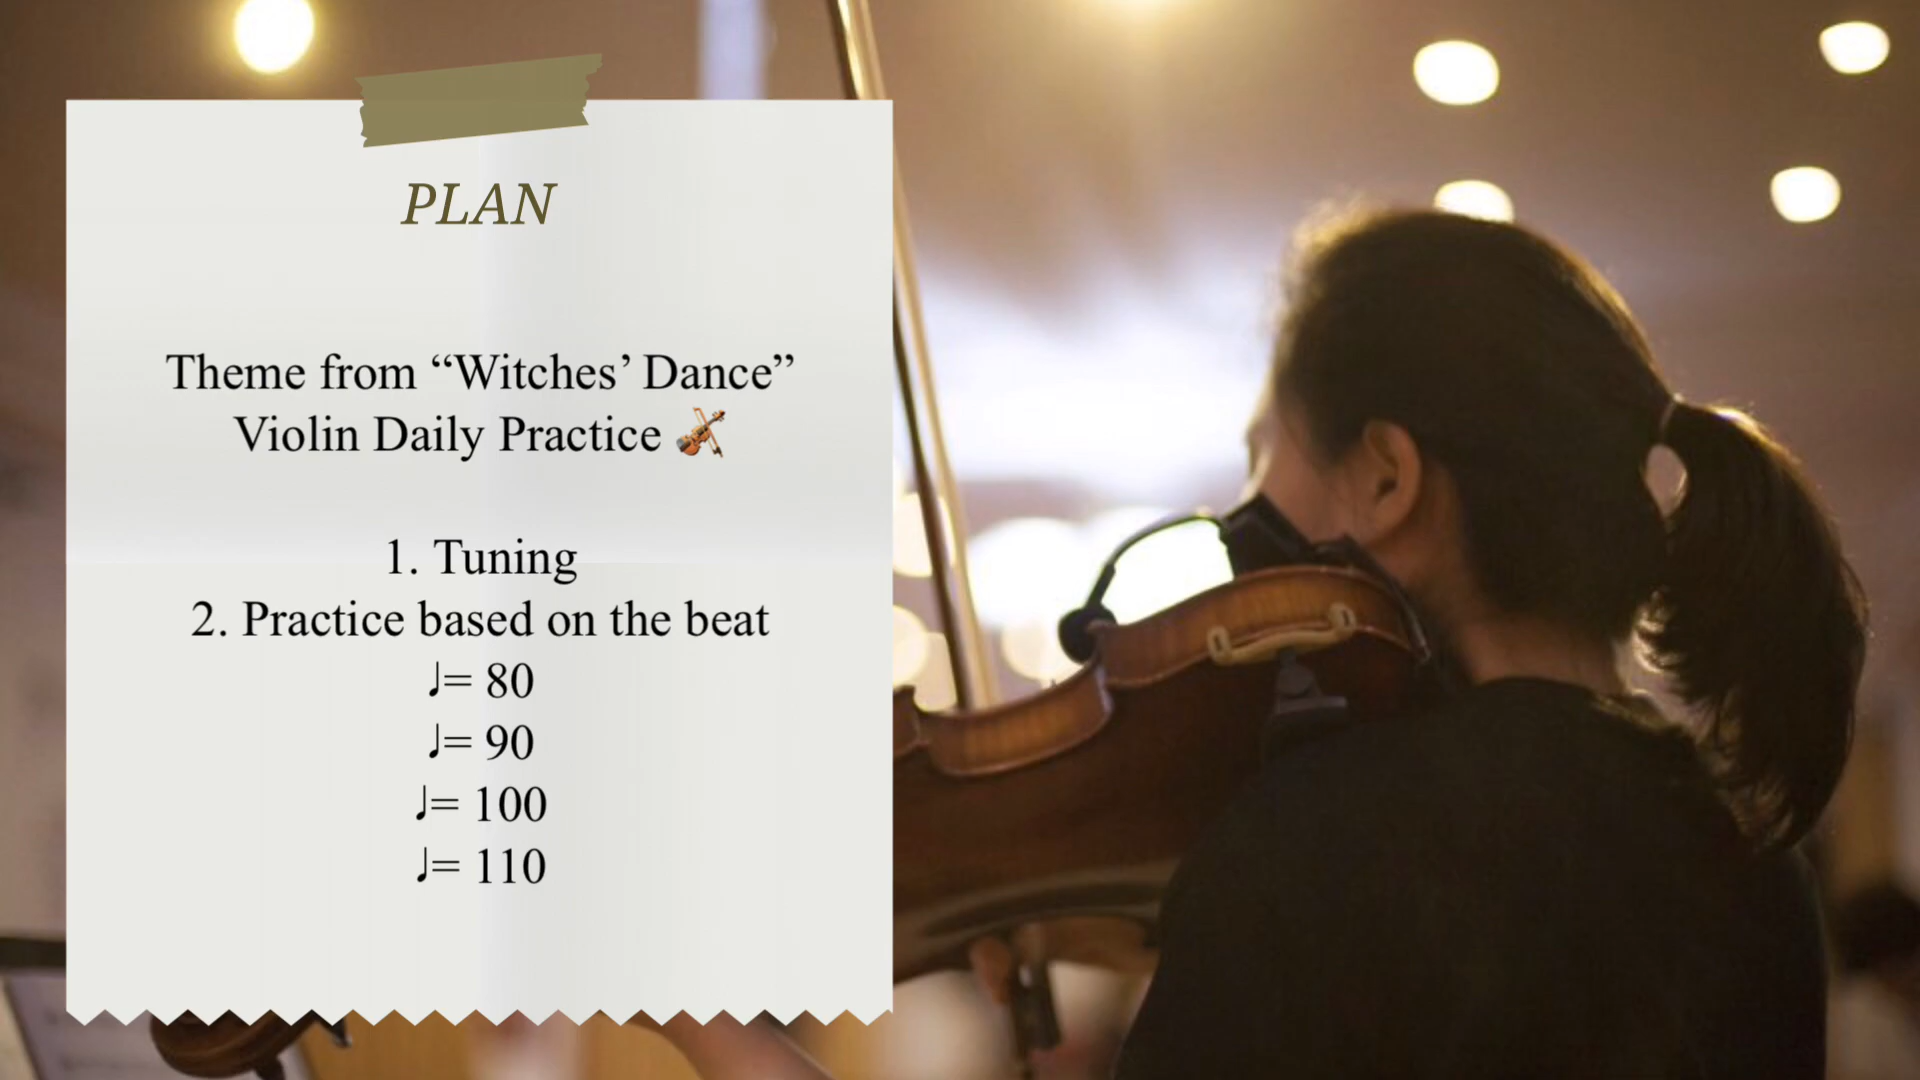 PLAN
Theme from “Witches’ Dance”
Violin Daily Practice 🎻
1. Tuning
2. Practice based on the beat
♩= 80
♩= 90
♩= 100
♩= 110